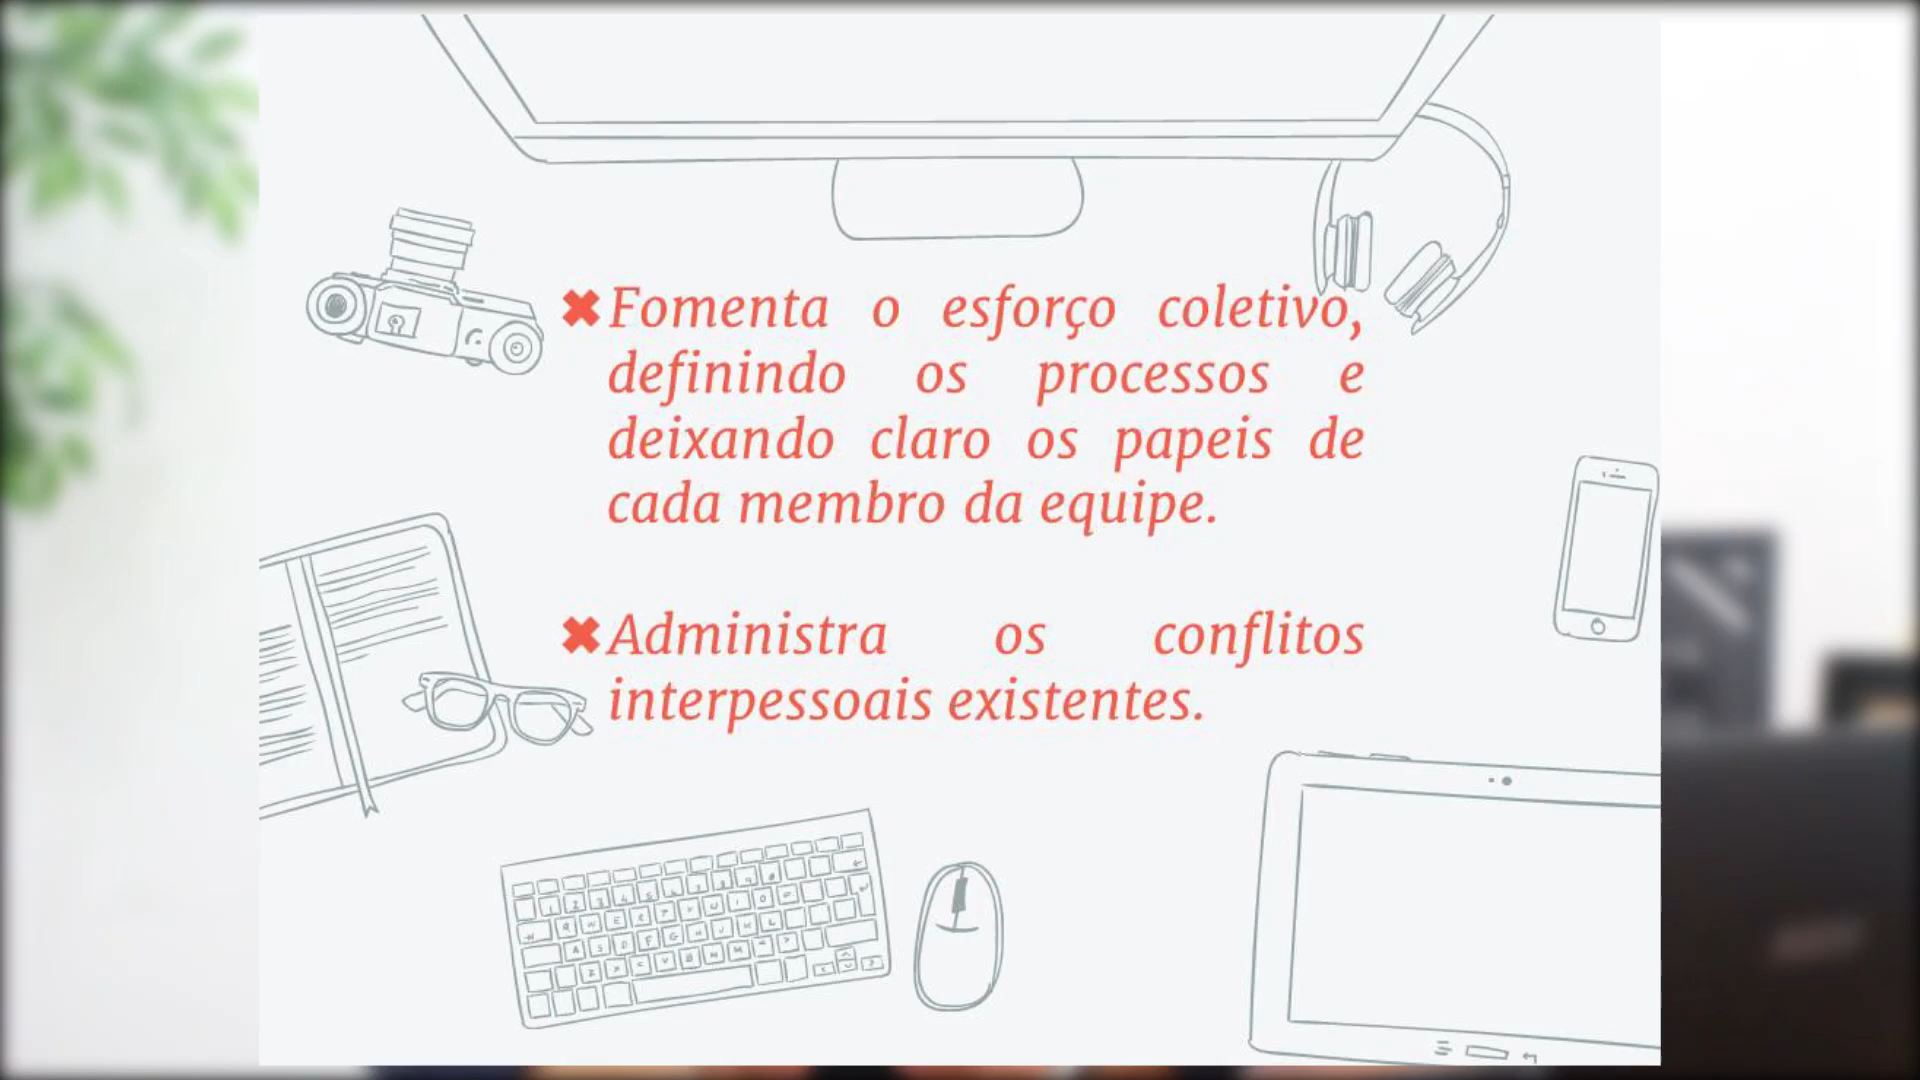 ✖Fomenta o esforço coletivo,
definindo os processos e
deixando claro os papeis de
cada membro da equipe.
✖Administra os conflitos
interpessoais existentes.